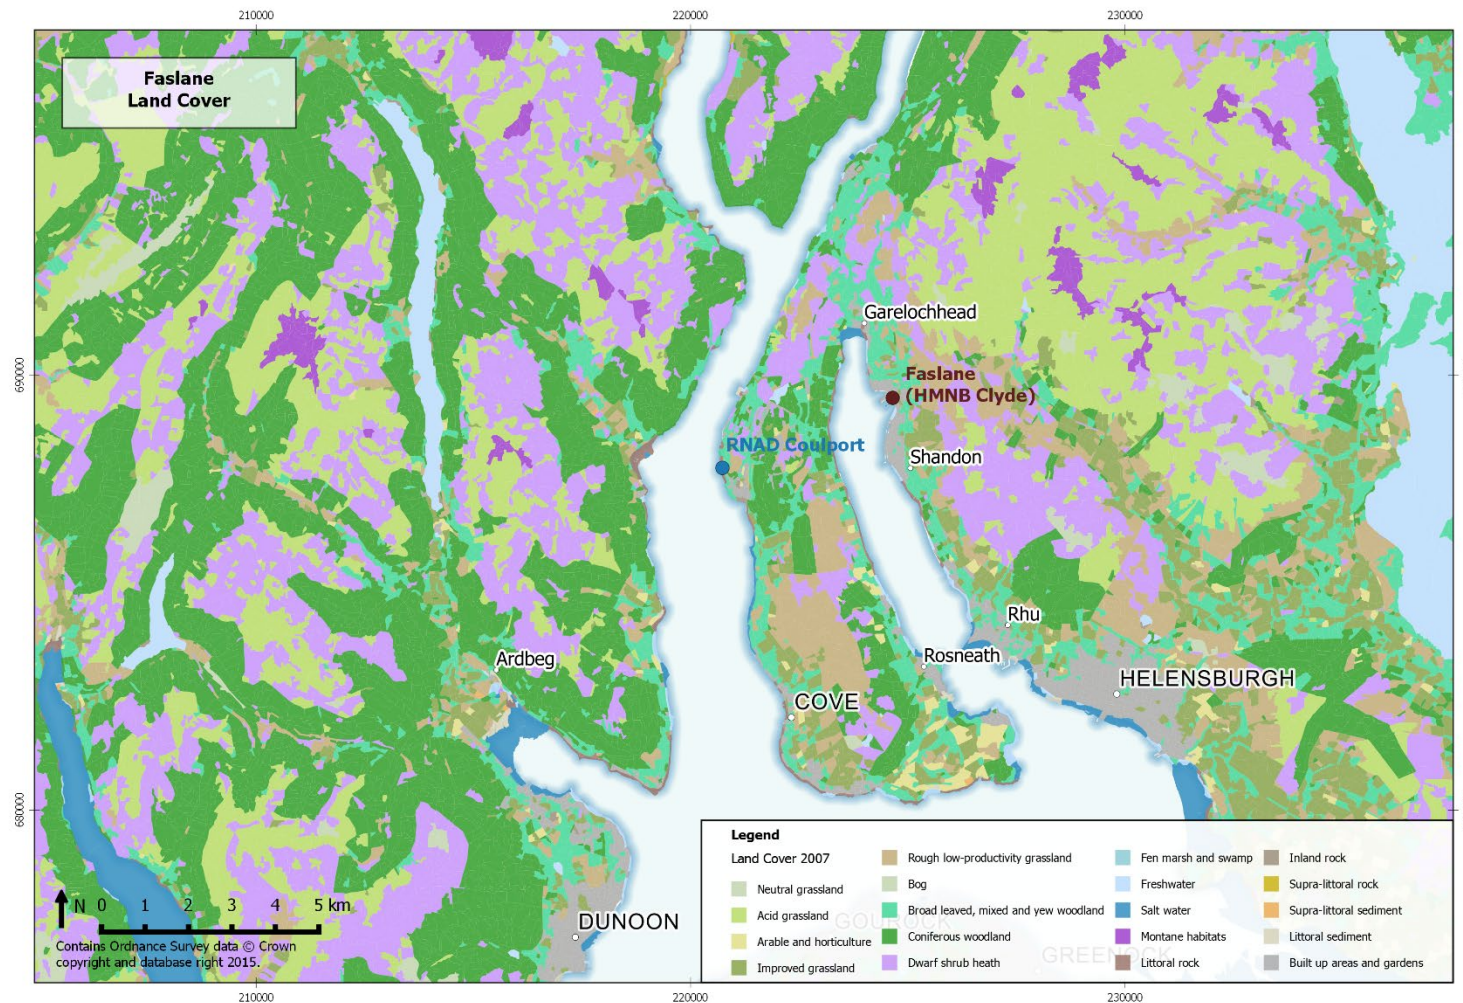 210000
220000
230000
Faslane
Land Cover
Garelochhead
690000
Faslane
(HMNB Clyde)
RNAD Coulport
Shandon
Rhu
Ardbeg
Rosneath
HELENSBURGH
COVE
680000
Legend
Land Cover 2007
Neutral grassland
Acid grassland
Arable and horticulture
Improved grassland
Rough low-productivity grassland
Bog
Broad leaved, mixed and yew woodland
Coniferous woodland
Dwarf shrub heath
Fen marsh and swamp
Freshwater
Salt water
Montane habitats
Littoral rock
Inland rock
Supra-littoral rock
Supra-littoral sediment
Littoral sediment
Built up areas and gardens
GOUROCK
GREENOCK
DUNOON
N 0 1 2 3 4 5 km
Contains Ordnance Survey data © Crown
copyright and database right 2015.
210000
220000
230000